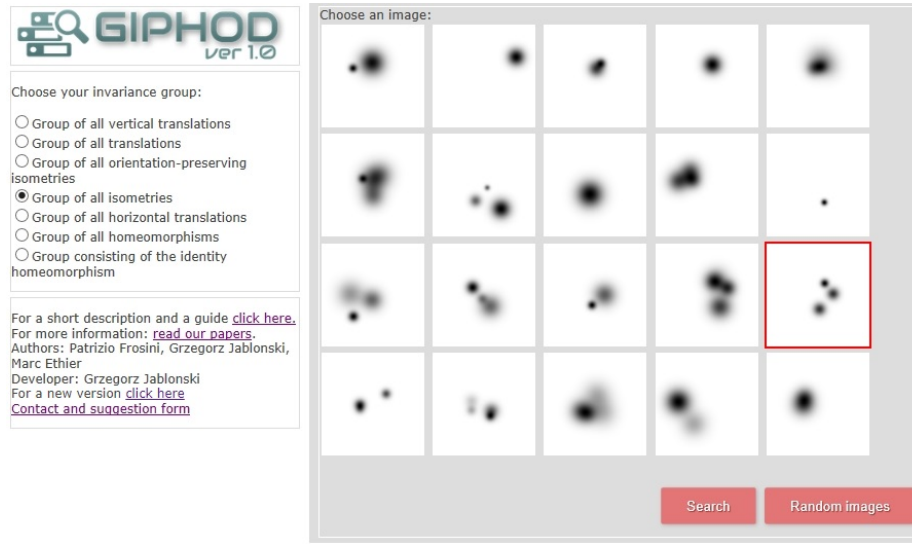 GIPHOD
ver 1.0
Choose your invariance group:
Group of all vertical translations
Group of all translations
Group of all orientation-preserving
isometries
Group of all isometries
Group of all horizontal translations
Group of all homeomorphisms
Group consisting of the identity
homeomorphism
For a short description and a guide click here.
For more information: read our papers.
Authors: Patrizio Frosini, Grzegorz Jablonski,
Marc Ethier
Developer: Grzegorz Jablonski
For a new version click here
Contact and suggestion form
Choose an image:
Search
Random images